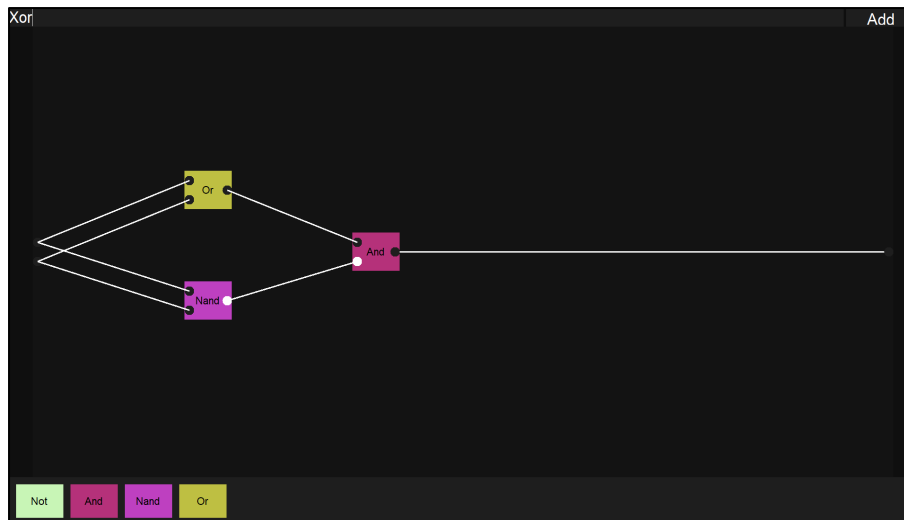 Xor
Add
Or
And
Nand
Not
And
Nand
Or